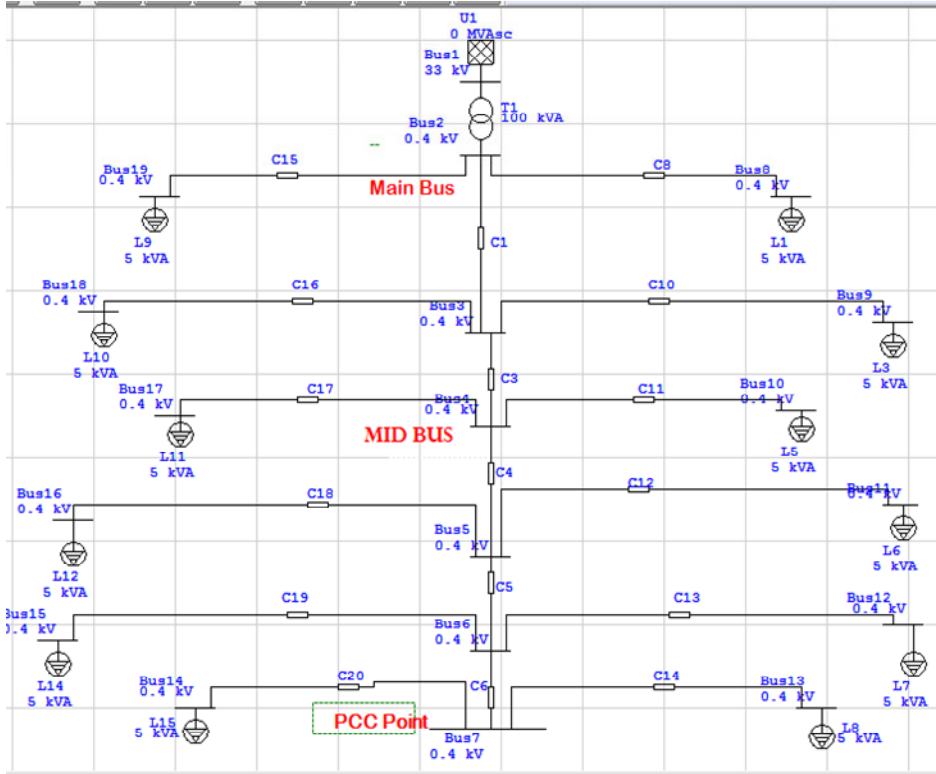 U1
0 MVAsc
Bus1
33 kV
T1
100 kVA
Bus2
0.4 kV
C15
C8
Bus19
0.4 kV
Main Bus
Bus8
0.4 kV
L9
5 kVA
C1
L1
5 kVA
Bus18
0.4 kV
C16
Bus3
0.4 kV
C10
Bus9
0.4 kV
L10
5 kVA
L3
5 kVA
C3
Bus17
0.4 kV
C17
Bus4
0.4 kV
C11
Bus10
0.4 kV
MID BUS
L11
5 kVA
L5
5 kVA
C4
Bus16
0.4 kV
C18
C12
Bus11
0.4 kV
Bus5
0.4 kV
L12
5 kVA
L6
5 kVA
C5
Bus15
0.4 kV
C19
Bus6
0.4 kV
C13
Bus12
0.4 kV
L14
5 kVA
Bus14
0.4 kV
C20
C6
C14
Bus13
0.4 kV
L7
5 kVA
L15
5 kVA
PCC Point
Bus7
0.4 kV
L8
5 kVA